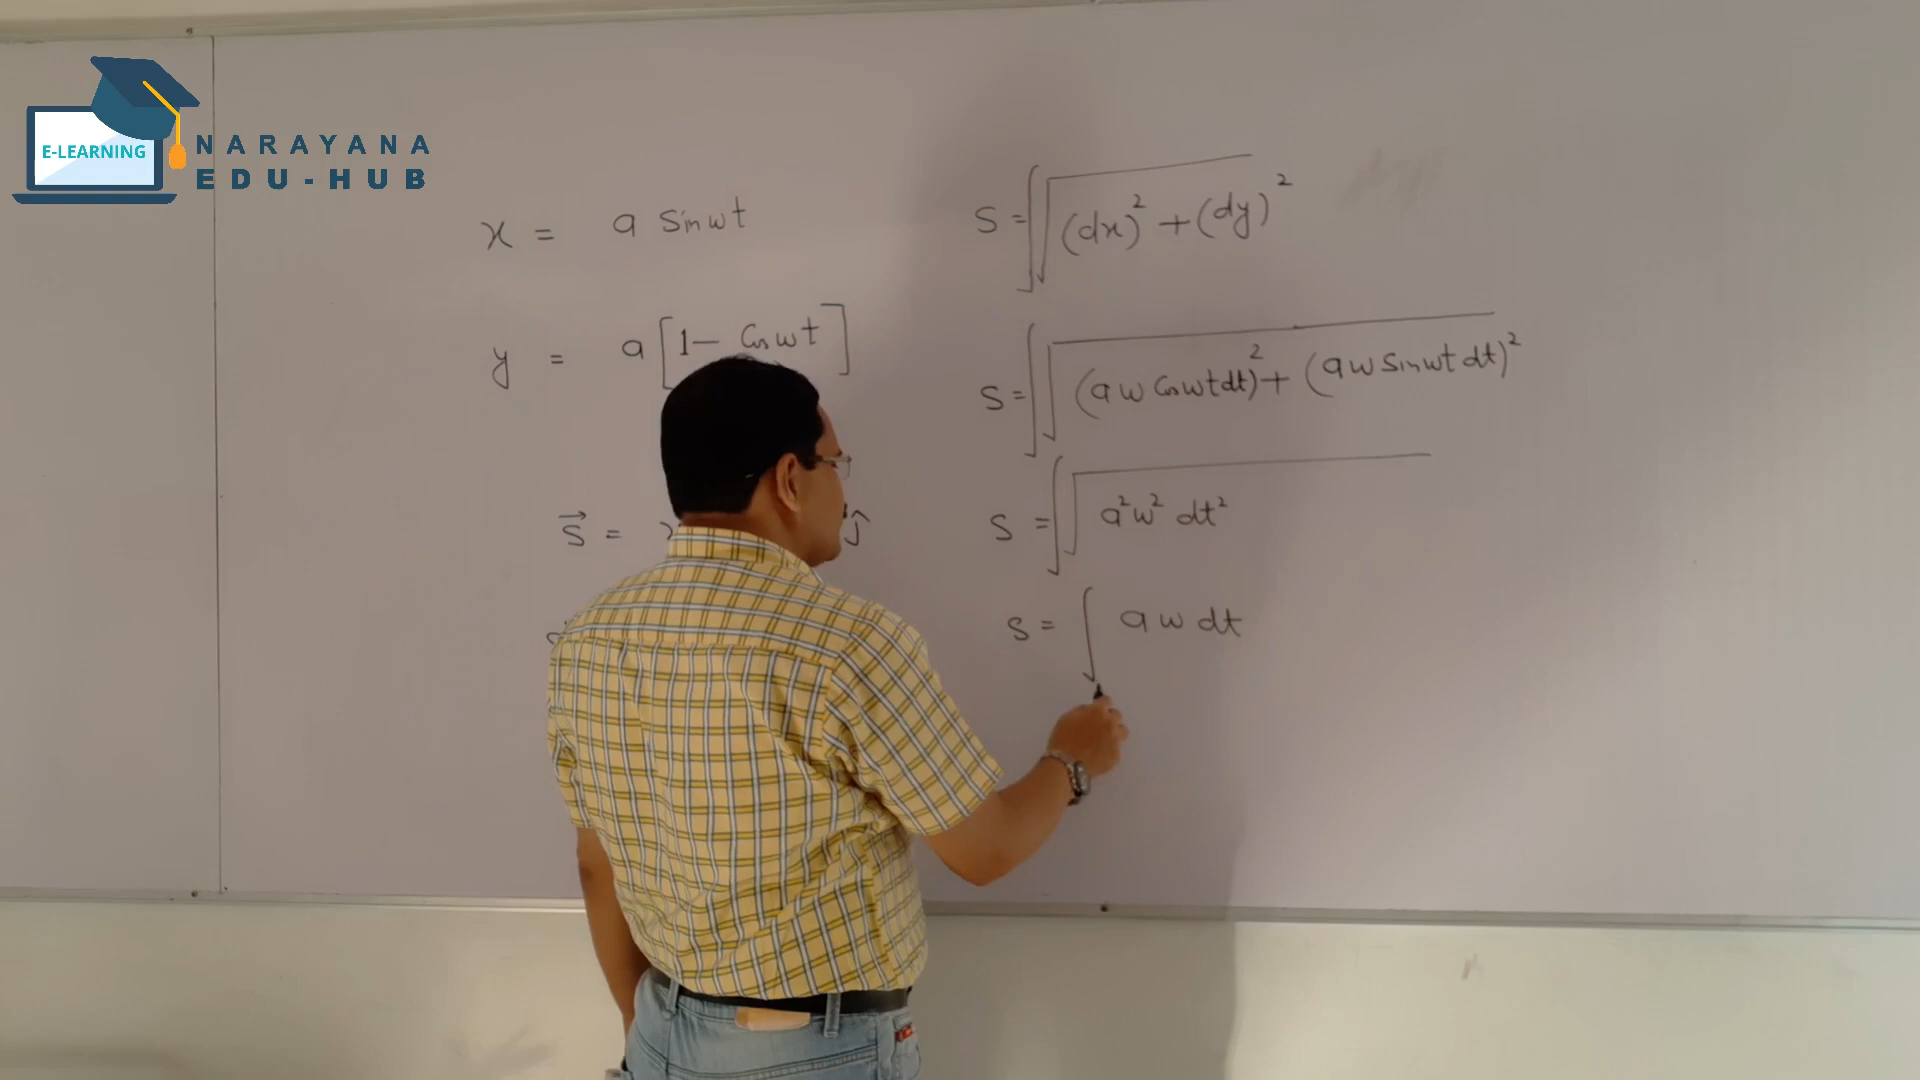 E-LEARNING
NARAYANA
EDU-HUB
x = a sinωt
y = a[1 - cosωt]
s⃗ =
ĵ
S = ∫√(dx)² + (dy)²
S = ∫√(aω cosωt dt)² + (aω sinωt dt)²
S = ∫√a²ω² dt²
S = ∫ aω dt